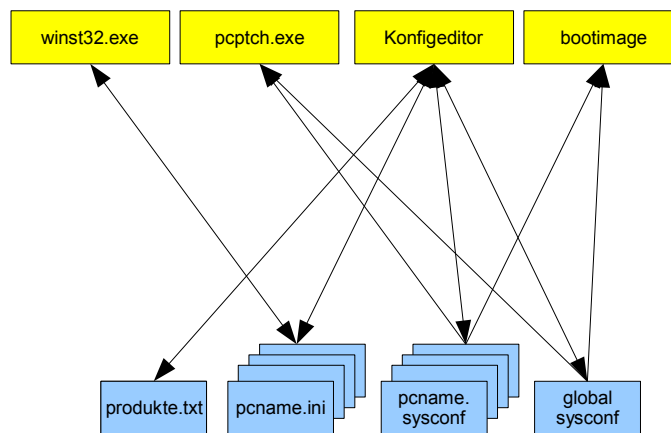 winst32.exe
pcptch.exe
Konfigeditor
bootimage
produkte.txt
pcname.ini
pcname.
sysconf
global
sysconf